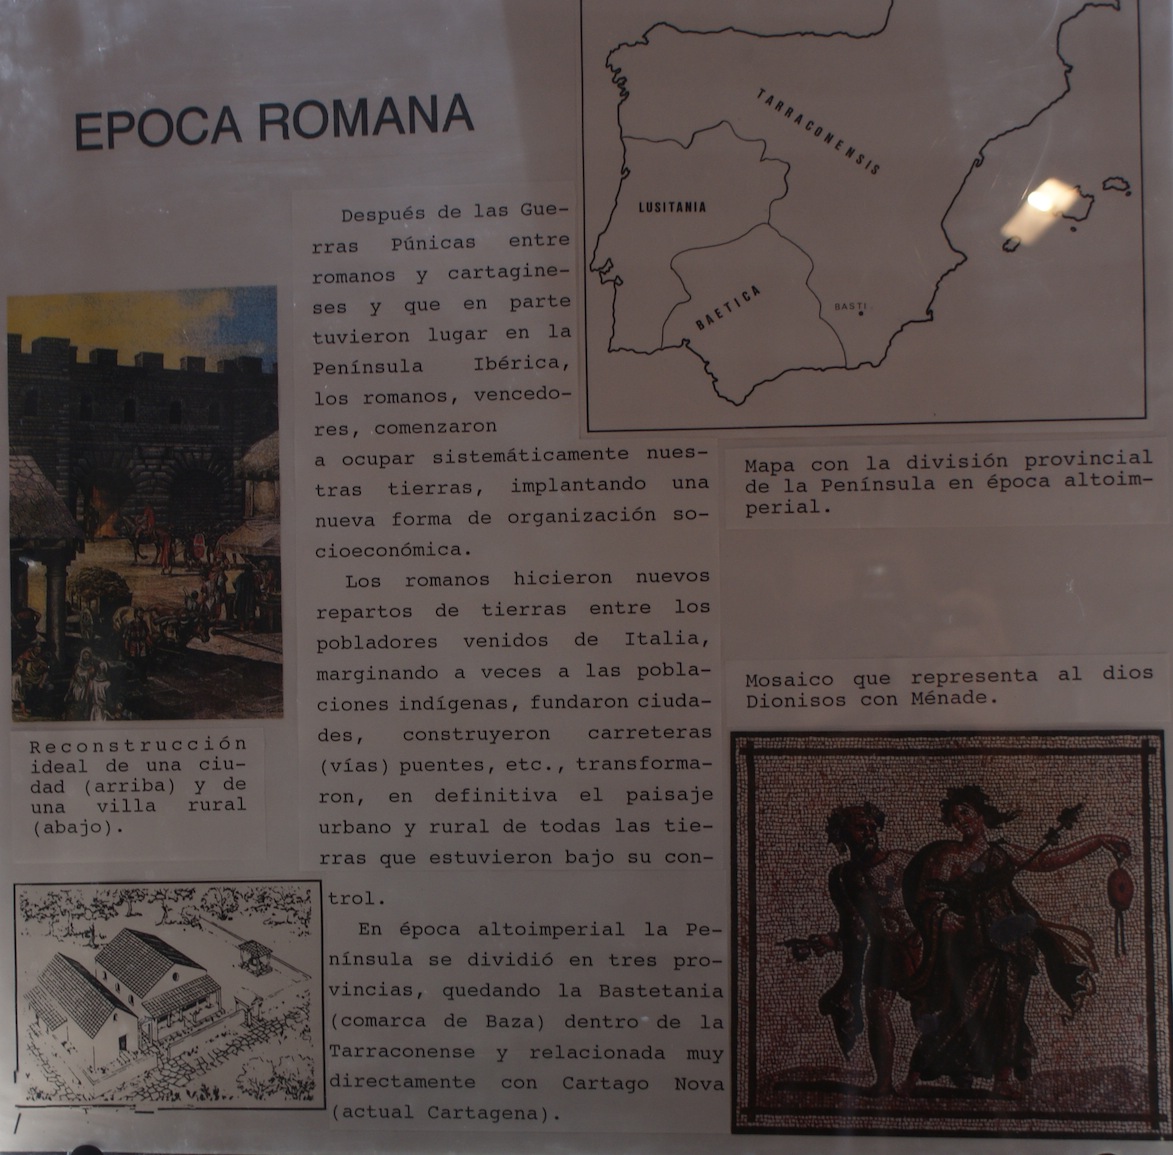 EPOCA ROMANA
Después de las Gue-
rras Púnicas entre
romanos y cartagine-
ses y que en parte
tuvieron lugar en la
Península Ibérica,
los romanos, vencedo-
res, comenzaron
a ocupar sistemáticamente nues-
tras tierras, implantando una
nueva forma de organización so-
cioeconómica.
Los romanos hicieron nuevos
repartos de tierras entre los
pobladores venidos de Italia,
marginando a veces a las pobla-
ciones indígenas, fundaron ciuda-
des, construyeron carreteras
(vías) puentes, etc., transforma-
ron, en definitiva el paisaje
urbano y rural de todas las tie-
rras que estuvieron bajo su con-
trol.
En época altoimperial la Pe-
nínsula se dividió en tres pro-
vincias, quedando la Bastetania
(comarca de Baza) dentro de la
Tarraconense y relacionada muy
directamente con Cartago Nova
(actual Cartagena).
TARRACONENSIS
LUSITANIA
BAETICA
BASTI
Mapa con la división provincial
de la Península en época altoim-
perial.
Mosaico que representa al dios
Dionisos con Ménade.
Reconstrucción
ideal de una ciu-
dad (arriba) y de
una villa rural
(abajo).